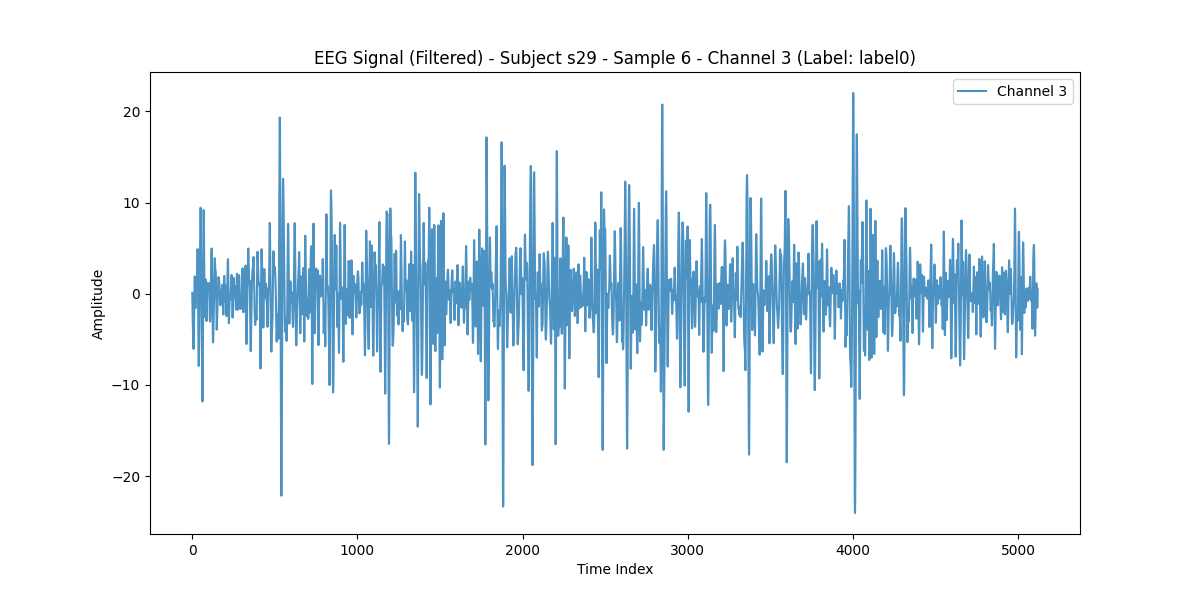 EEG Signal (Filtered) - Subject s29 - Sample 6 - Channel 3 (Label: label0)
Channel 3
20
10
0
−10
−20
Amplitude
0 1000 2000 3000 4000 5000
Time Index